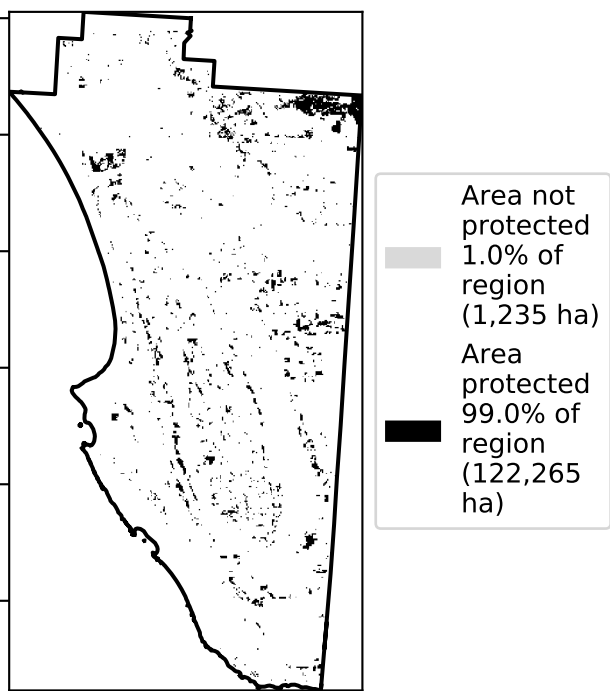 Area not
protected
1.0% of
region
(1,235 ha)
Area
protected
99.0% of
region
(122,265
ha)